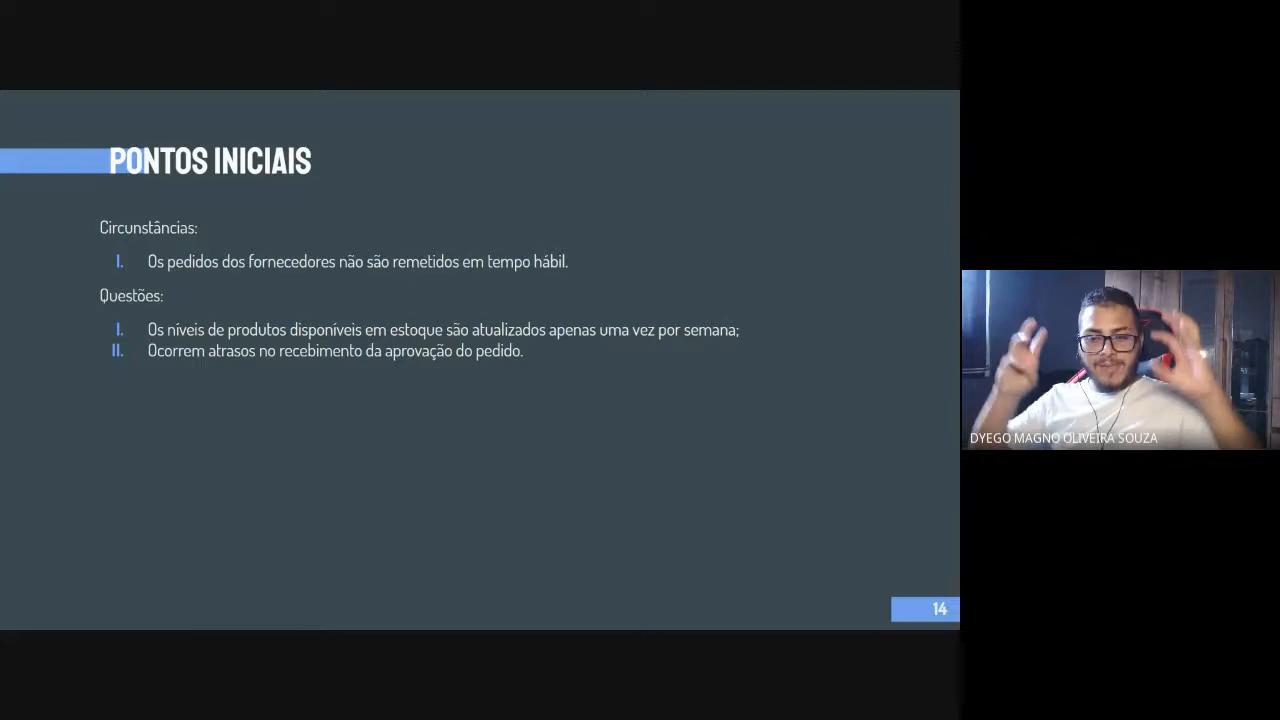 PONTOS INICIAIS
Circunstâncias:
I. Os pedidos dos fornecedores não são remetidos em tempo hábil.
Questões:
I. Os níveis de produtos disponíveis em estoque são atualizados apenas uma vez por semana;
II. Ocorrem atrasos no recebimento da aprovação do pedido.
DYEGO MAGNO OLIVEIRA SOUZA
14